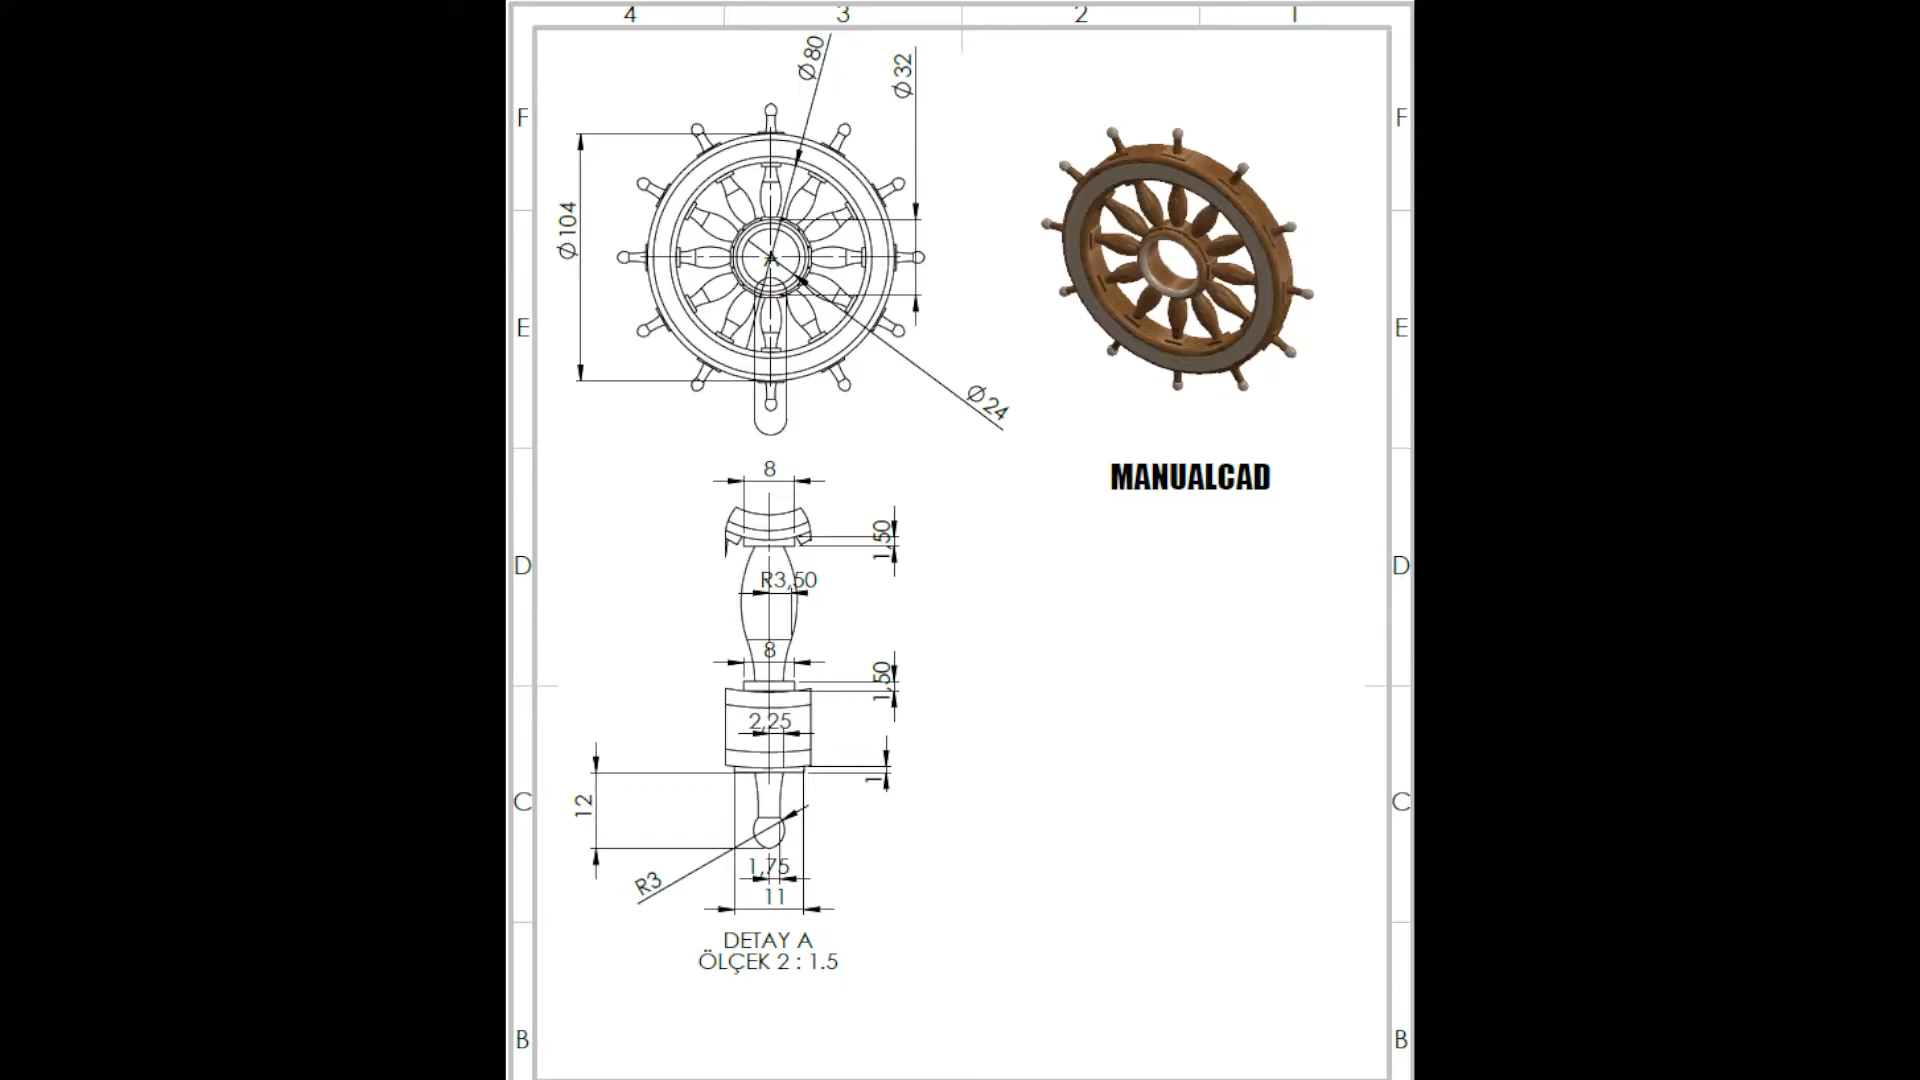 4 3 2 1
F F
Ø80
Ø32
Ø104
E E
Ø24
MANUALCAD
8
1,50
D D
R3,50
8
1,50
2,25
1
C C
12
R3
1,75
11
DETAY A
ÖLÇEK 2 : 1.5
B B
A